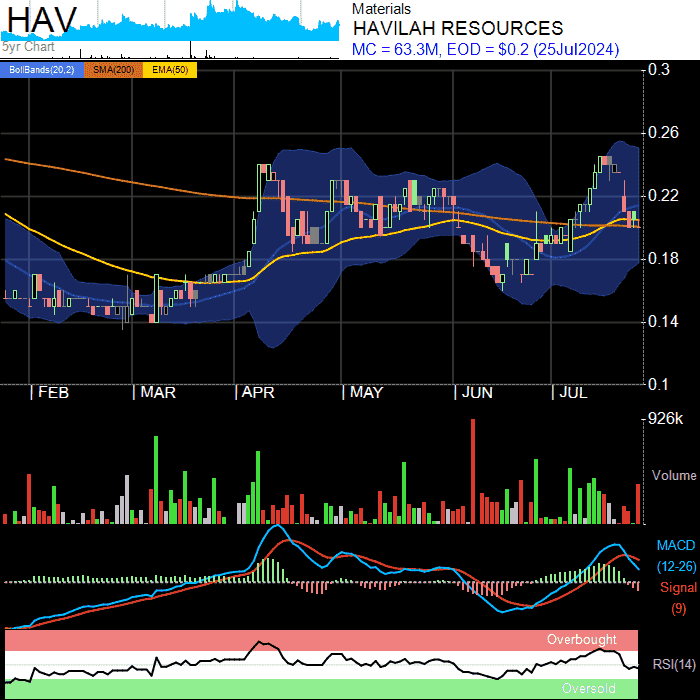 HAV
5yr Chart
Materials
HAVILAH RESOURCES
MC = 63.3M, EOD = $0.2 (25Jul2024)
BollBands(20,2) SMA(200) EMA(50)
0.3
0.26
0.22
0.18
0.14
0.1
FEB MAR APR MAY JUN JUL
926k
Volume
MACD
(12-26)
Signal
(9)
Overbought
RSI(14)
Oversold